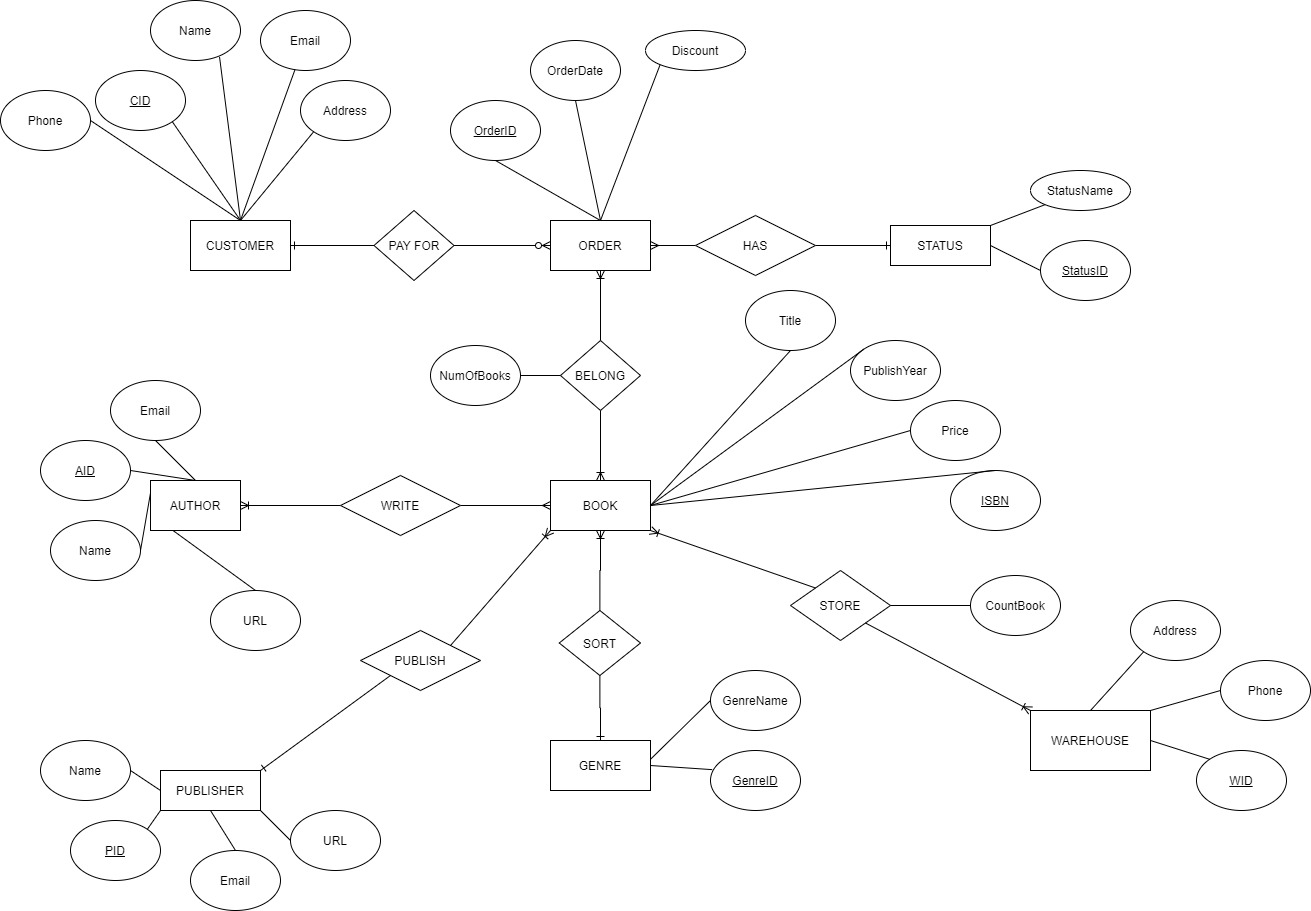 Name
Email
Discount
OrderDate
CID
Address
Phone
OrderID
StatusName
CUSTOMER
PAY FOR
ORDER
HAS
STATUS
StatusID
Title
NumOfBooks
BELONG
PublishYear
Email
Price
AID
AUTHOR
WRITE
BOOK
ISBN
Name
URL
STORE
CountBook
Address
SORT
PUBLISH
GenreName
Phone
WAREHOUSE
Name
PUBLISHER
GENRE
GenreID
WID
PID
URL
Email